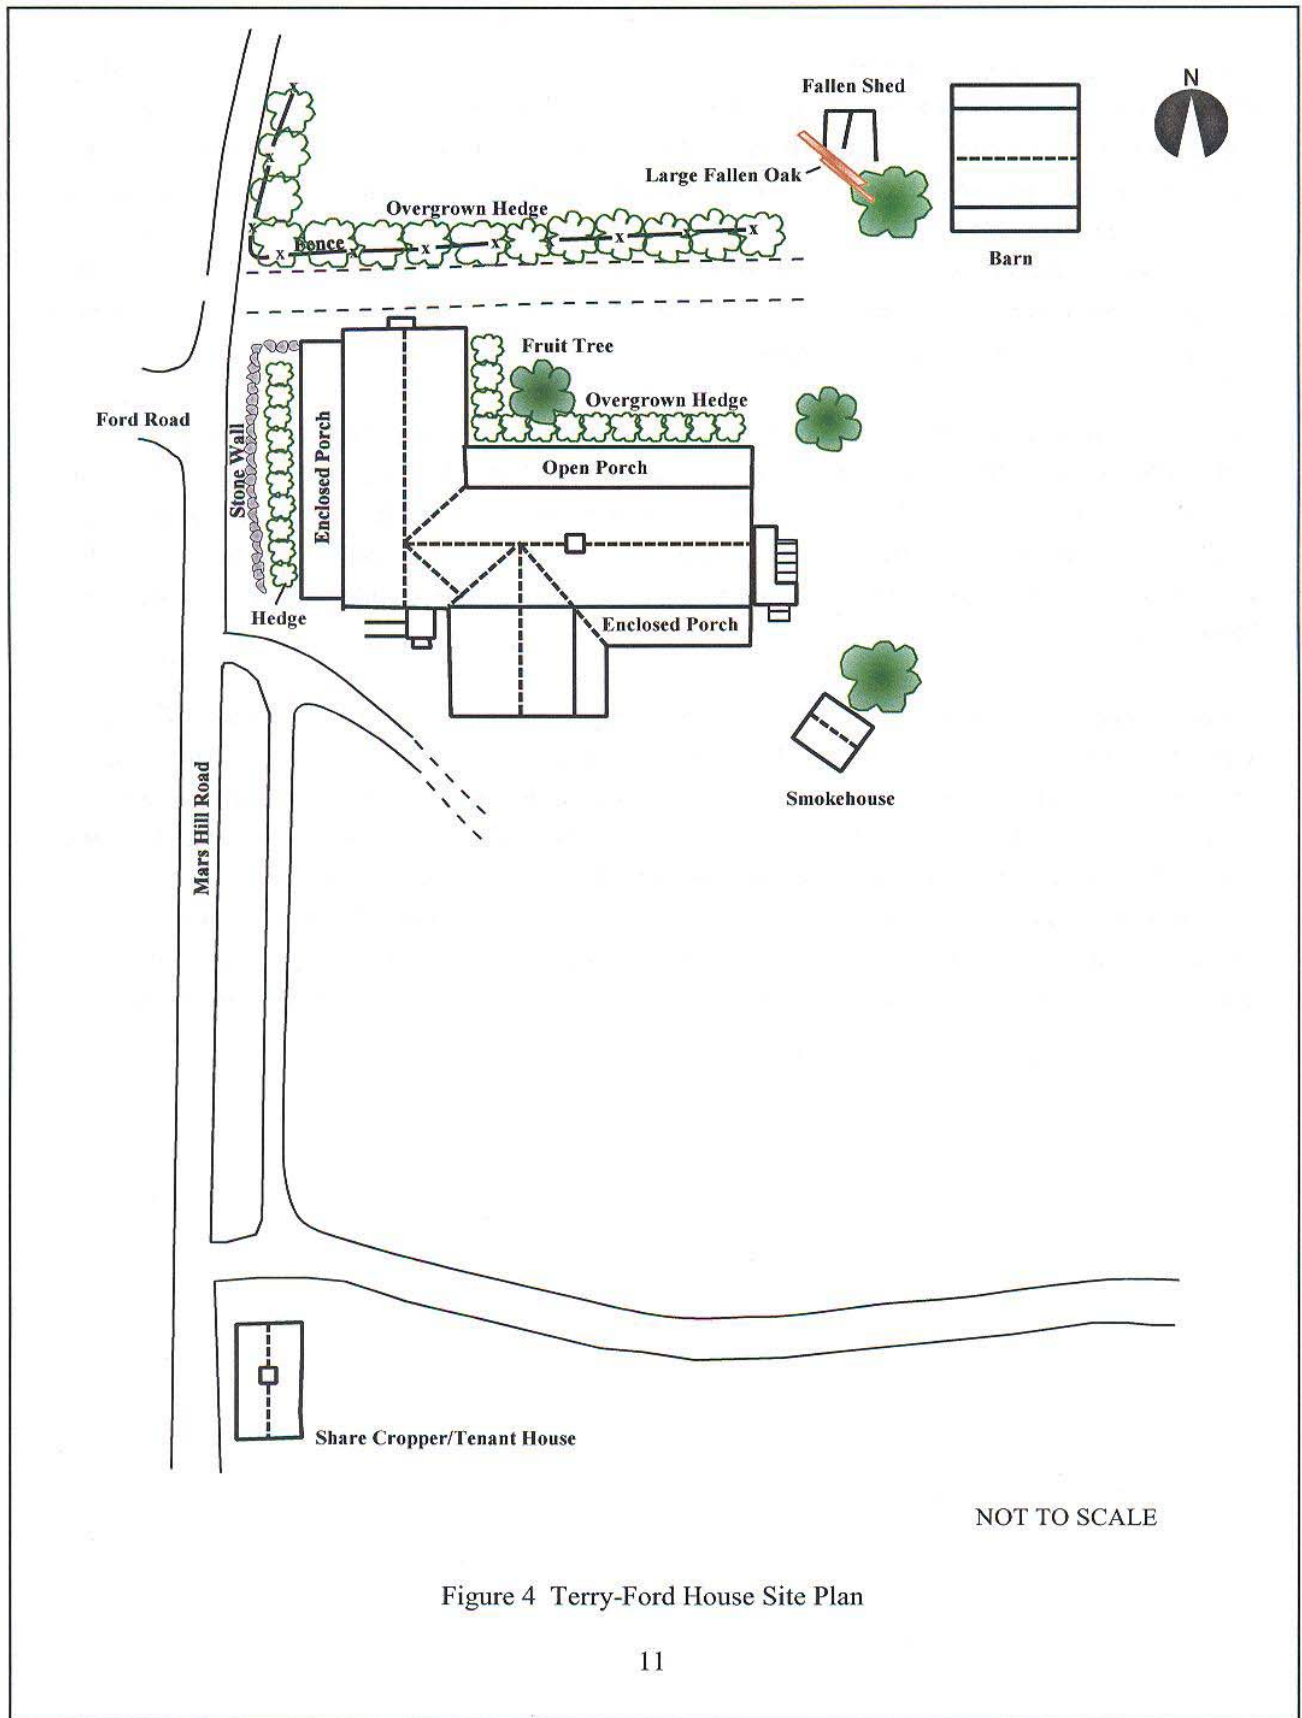 N
Fallen Shed
Large Fallen Oak
Barn
Overgrown Hedge
Fence
x
x
x
x
x
x
x
x
x
x
Fruit Tree
Overgrown Hedge
Ford Road
Stone Wall
Enclosed Porch
Open Porch
Hedge
Enclosed Porch
Smokehouse
Mars Hill Road
Share Cropper/Tenant House
NOT TO SCALE
Figure 4 Terry-Ford House Site Plan
11